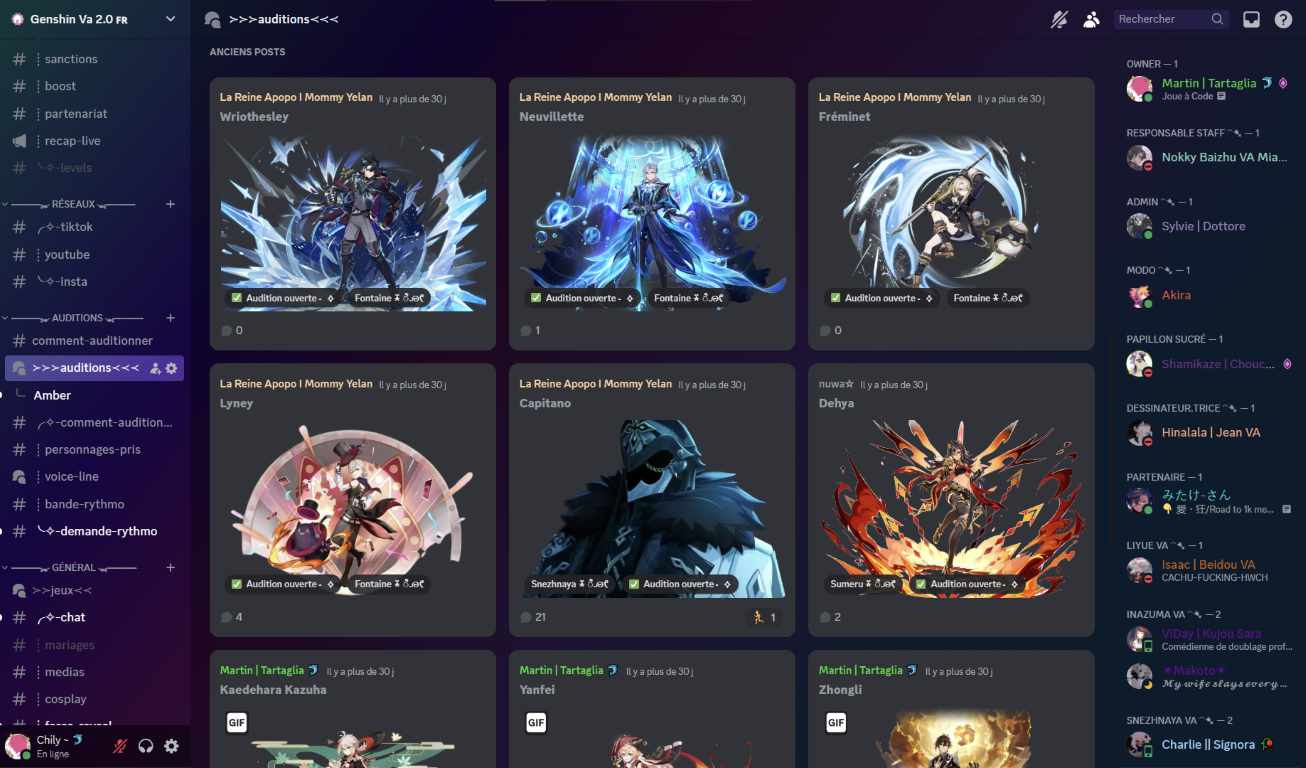 Genshin Va 2.0 FR
sanctions
boost
partenariat
recap-live
levels
RÉSEAUX
tiktok
youtube
insta
AUDITIONS
comment-auditionner
≻≻≻auditions≺≺≺
Amber
-comment-audition...
personnages-pris
voice-line
bande-rythmo
-demande-rythmo
GÉNÉRAL
≻≻jeux≺≺
-chat
mariages
medias
cosplay
Chily ~
En ligne
≻≻≻auditions≺≺≺
Rechercher
ANCIENS POSTS
La Reine Apopo I Mommy Yelan Il y a plus de 30 j
Wriothesley
✅ Audition ouverte - ✧ Fontaine
0
La Reine Apopo I Mommy Yelan Il y a plus de 30 j
Neuvillette
✅ Audition ouverte - ✧ Fontaine
1
La Reine Apopo I Mommy Yelan Il y a plus de 30 j
Fréminet
✅ Audition ouverte - ✧ Fontaine
0
La Reine Apopo I Mommy Yelan Il y a plus de 30 j
Lyney
✅ Audition ouverte - ✧ Fontaine
4
La Reine Apopo I Mommy Yelan Il y a plus de 30 j
Capitano
Snezhnaya ✅ Audition ouverte - ✧
21 1
nuwa☆ Il y a plus de 30 j
Dehya
Sumeru ✅ Audition ouverte - ✧
2
Martin | Tartaglia Il y a plus de 30 j
Kaedehara Kazuha
GIF
Martin | Tartaglia Il y a plus de 30 j
Yanfei
GIF
Martin | Tartaglia Il y a plus de 30 j
Zhongli
GIF
OWNER — 1
Martin | Tartaglia
Joue à Code
RESPONSABLE STAFF — 1
Nokky Baizhu VA Mia...
ADMIN — 1
Sylvie | Dottore
MODO — 1
Akira
PAPILLON SUCRÉ — 1
Shamikaze | Chouc...
DESSINATEUR.TRICE — 1
Hinalala | Jean VA
PARTENAIRE — 1
みたけ-さん
愛・狂/Road to 1k me...
LIYUE VA — 1
Isaac | Beidou VA
CACHU-FUCKING-HWCH
INAZUMA VA — 2
ViDay | Kujou Sara
Comédienne de doublage prof...
✶Makoto✶
My wife slays every ...
SNEZHNAYA VA — 2
Charlie || Signora